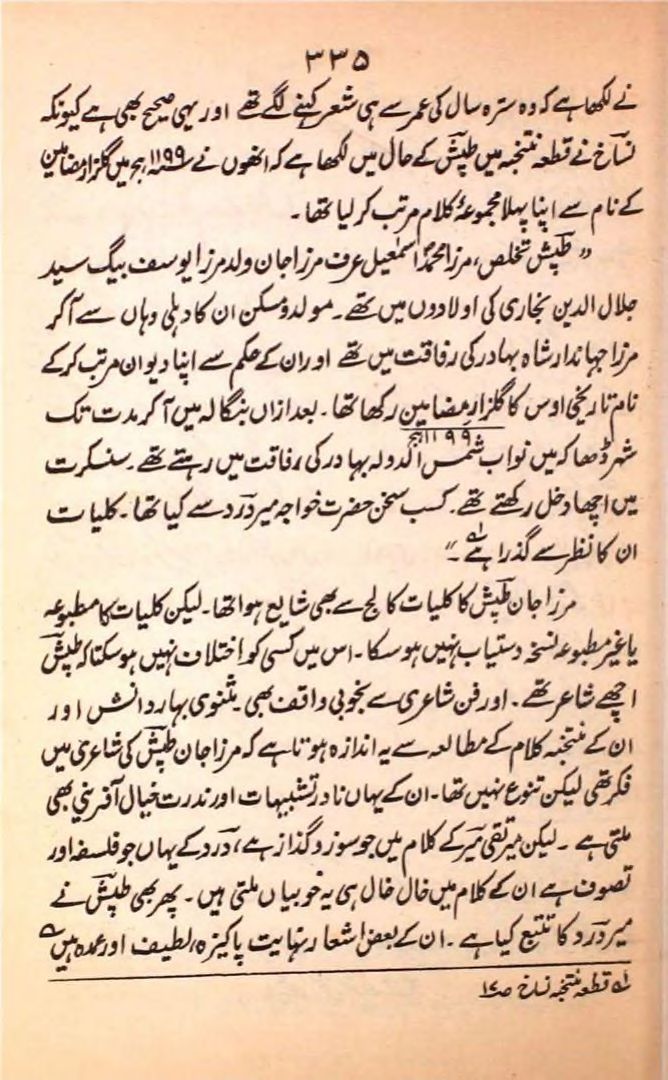 ۳۳۵
نے لکھا ہے کہ وہ سترہ سال کی عمر سے ہی شعر کہنے لگے تھے اور یہی صحیح بھی ہے کیونکہ
نساخؔ نے قطعہ منتخبہ میں طپشؔ کے حال میں لکھا ہے کہ انھوں نے سنہ ۱۱۹۹ ہج میں گلزار مضامین
کے نام سے اپنا پہلا مجموعۂ کلام مرتب کر لیا تھا۔
” طپشؔ تخلص، مرزا محمد اسمٰعیل عرف مرزا جان ولد مرزا یوسف بیگ سید
جلال الدین بخاری کی اولادوں میں تھے۔ مولد و مسکن ان کا دہلی وہاں سے آکر
مرزا جہاندار شاہ بہادر کی رفاقت میں تھے اور ان کے حکم سے اپنا دیوان مرتب کر کے
نام تاریخی اوس کا گلزار مضامین رکھا تھا۔ بعد ازاں بنگالہ میں آکر مدت تک
۱۱۹۹ ہج
شہر ڈھاکہ میں نواب شمس الدولہ بہادر کی رفاقت میں رہتے تھے۔ سنسکرت
میں اچھا دخل رکھتے تھے۔ کسب سخن حضرت خواجہ میر دردؔ سے کیا تھا۔ کلیات
ان کا نظر سے گذرا ہے لہ۔“
مرزا جان طپشؔ کا کلیات کالج سے بھی شایع ہوا تھا۔ لیکن کلیات کا مطبوعہ
یا غیر مطبوعہ نسخہ دستیاب نہیں ہو سکا۔ اس میں کسی کو اختلاف نہیں ہو سکتا کہ طپشؔ
اچھے شاعر تھے۔ اور فن شاعری سے بخوبی واقف بھی۔ مثنوی بہار دانش اور
ان کے منتخبہ کلام کے مطالعہ سے یہ اندازہ ہوتا ہے کہ مرزا جان طپشؔ کی شاعری میں
فکر تھی لیکن تنوع نہیں تھا۔ ان کے یہاں نادر تشبیہات اور ندرت خیال آفرینی بھی
ملتی ہے۔ لیکن میر تقی میرؔ کے کلام میں جو سوز و گداز ہے، دردؔ کے یہاں جو فلسفہ اور
تصوف ہے ان کے کلام میں خال خال ہی یہ خوبیاں ملتی ہیں۔ پھر بھی طپشؔ نے
میر دردؔ کا تتبع کیا ہے۔ ان کے بعض اشعار نہایت پاکیزہ، لطیف اور عمدہ ہیں
لہ قطعہ منتخبہ نساخ